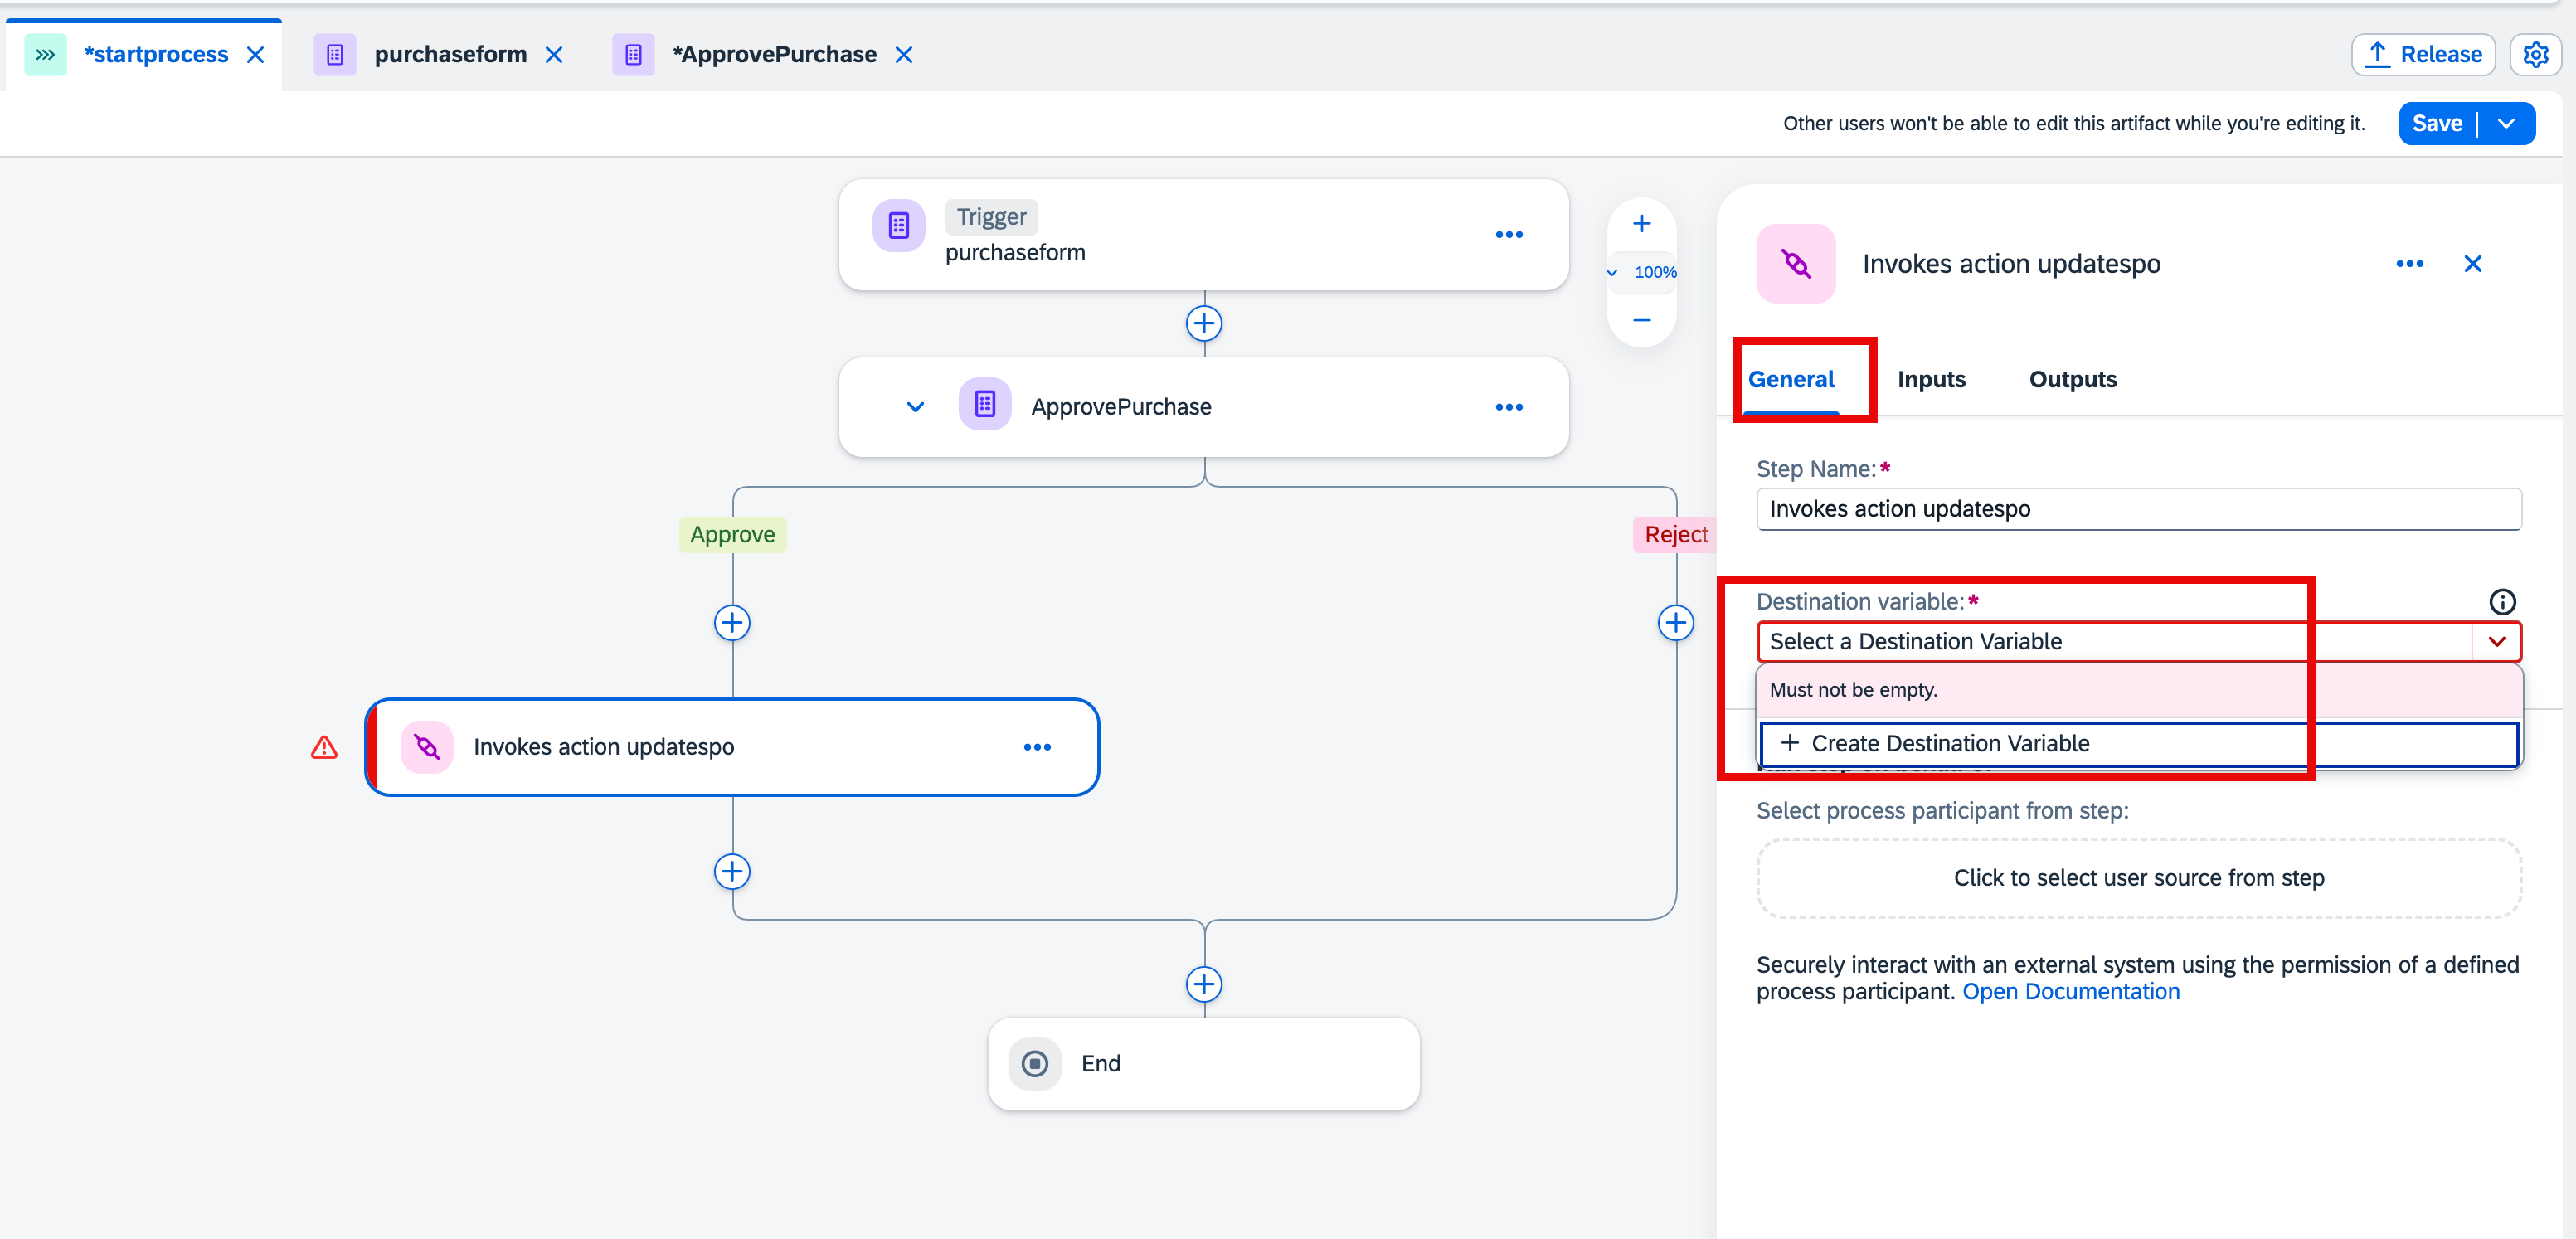 *startprocess
purchaseform
*ApprovePurchase
Release
Other users won't be able to edit this artifact while you're editing it.
Save
Trigger
purchaseform
100%
ApprovePurchase
Approve
Reject
Invokes action updatespo
End
Invokes action updatespo
General
Inputs
Outputs
Step Name:*
Invokes action updatespo
Destination variable:*
Select a Destination Variable
Must not be empty.
+ Create Destination Variable
Select process participant from step:
Click to select user source from step
Securely interact with an external system using the permission of a defined
process participant. Open Documentation